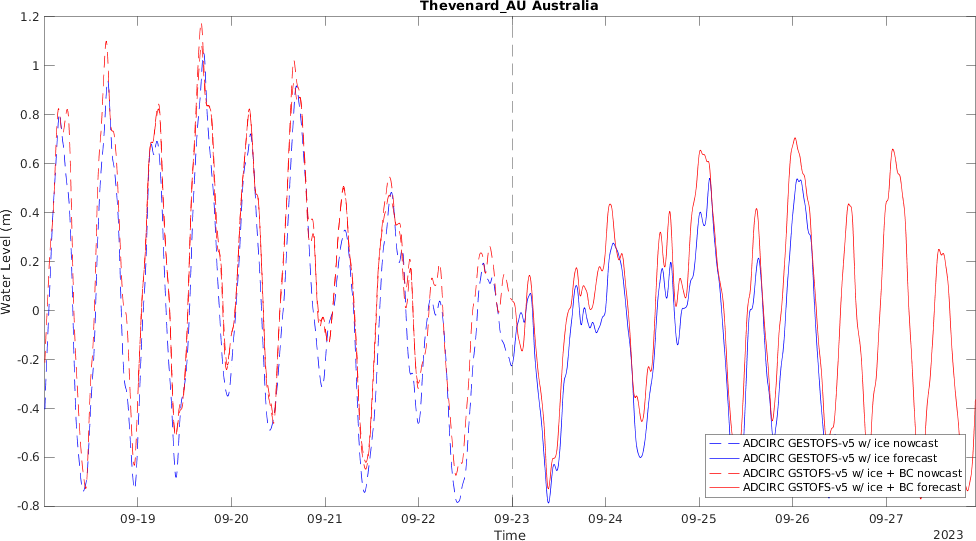 Thevenard_AU Australia
Water Level (m)
1.2
1
0.8
0.6
0.4
0.2
0
-0.2
-0.4
-0.6
-0.8
ADCIRC GESTOFS-v5 w/ ice nowcast
ADCIRC GESTOFS-v5 w/ ice forecast
ADCIRC GSTOFS-v5 w/ ice + BC nowcast
ADCIRC GSTOFS-v5 w/ ice + BC forecast
09-19 09-20 09-21 09-22 09-23 09-24 09-25 09-26 09-27
Time
2023